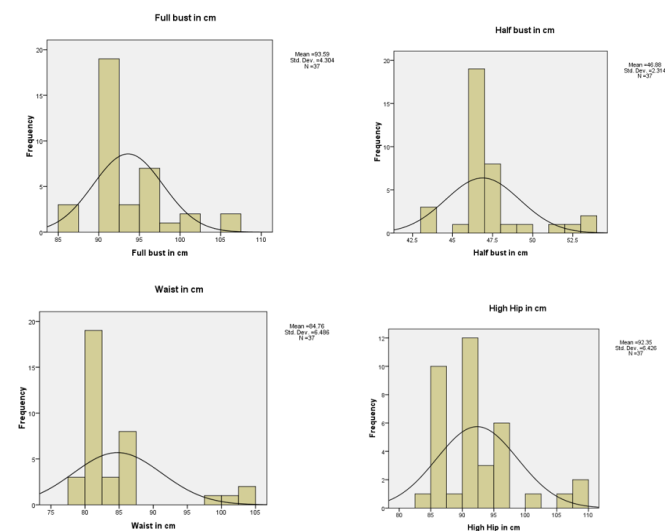 Full bust in cm
Mean =93.59
Std. Dev. =4.304
N =37
Frequency
20
15
10
5
0
85 90 95 100 105 110
Full bust in cm
Half bust in cm
Mean =46.88
Std. Dev. =2.314
N =37
Frequency
20
15
10
5
0
42.5 45 47.5 50 52.5
Half bust in cm
Waist in cm
Mean =84.76
Std. Dev. =6.486
N =37
Frequency
20
15
10
5
0
75 80 85 90 95 100 105
Waist in cm
High Hip in cm
Mean =92.35
Std. Dev. =6.426
N =37
Frequency
12
10
8
6
4
2
0
80 85 90 95 100 105 110
High Hip in cm